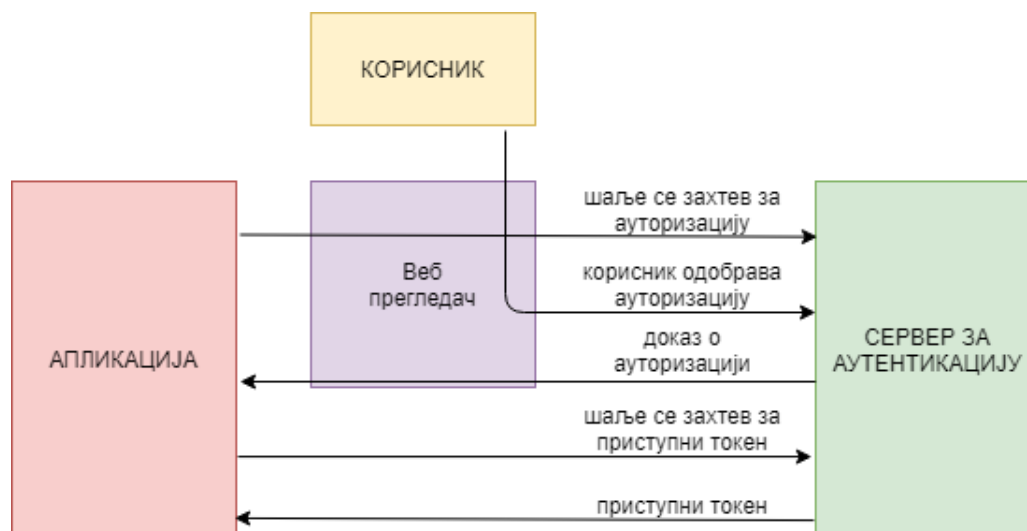 КОРИСНИК
шаље се захтев за
ауторизацију
Веб
прегледач
корисник одобрава
ауторизацију
доказ о
ауторизацији
АПЛИКАЦИЈА
СЕРВЕР ЗА
АУТЕНТИКАЦИЈУ
шаље се захтев за
приступни токен
приступни токен